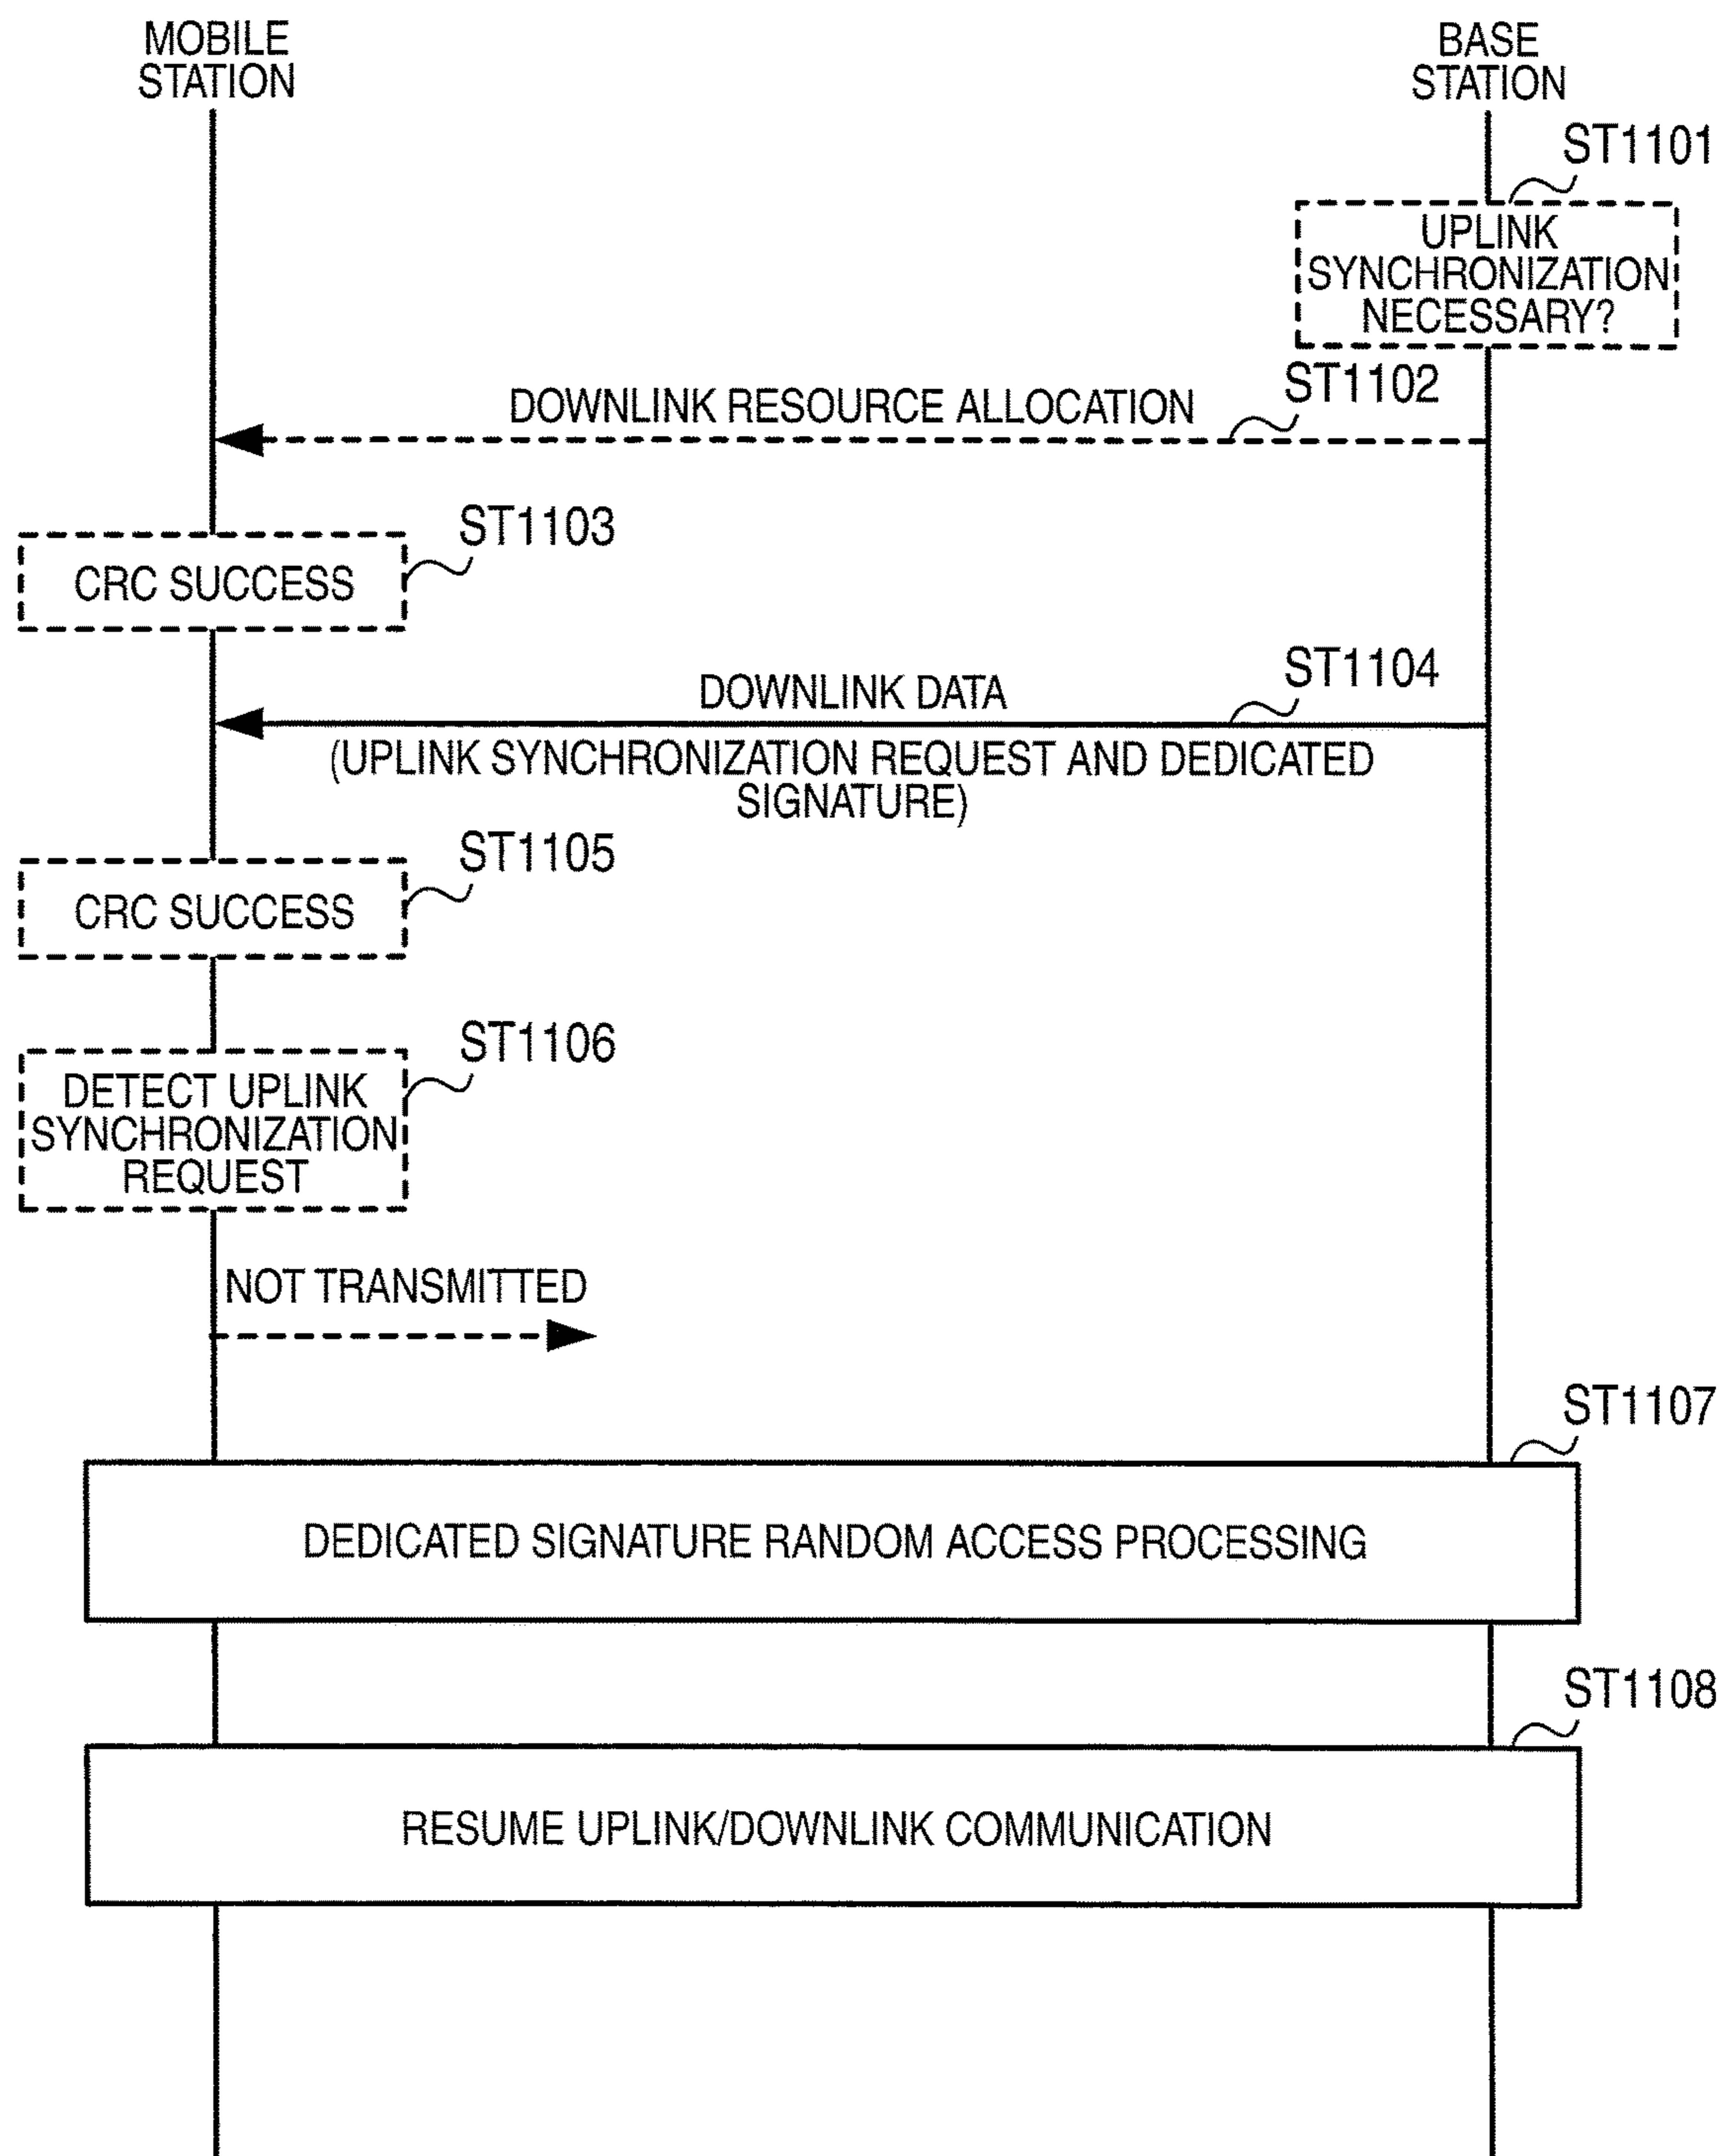 MOBILE
STATION
BASE
STATION
ST1101
UPLINK
SYNCHRONIZATION
NECESSARY?
ST1102
DOWNLINK RESOURCE ALLOCATION
ST1103
CRC SUCCESS
ST1104
DOWNLINK DATA
(UPLINK SYNCHRONIZATION REQUEST AND DEDICATED
SIGNATURE)
ST1105
CRC SUCCESS
ST1106
DETECT UPLINK
SYNCHRONIZATION
REQUEST
NOT TRANSMITTED
ST1107
DEDICATED SIGNATURE RANDOM ACCESS PROCESSING
ST1108
RESUME UPLINK/DOWNLINK COMMUNICATION